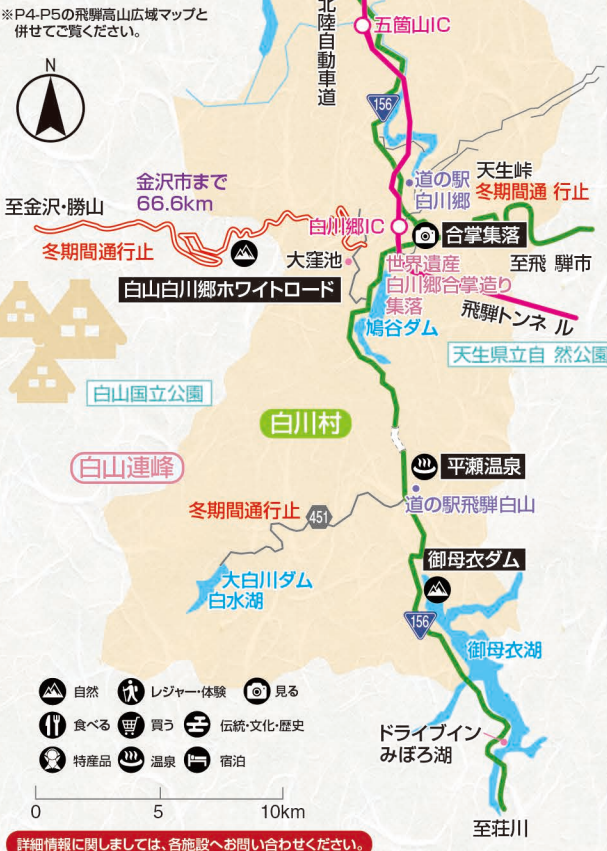 ※P4-P5の飛騨高山広域マップと
併せてご覧ください。
N
北陸自動車道
五箇山IC
156
天生峠
冬期間通 行止
道の駅
白川郷
金沢市まで
66.6km
至金沢・勝山
冬期間通行止
白川郷IC
合掌集落
至飛 騨市
大窪池
世界遺産
白川郷合掌造り
集落
白山白川郷ホワイトロード
飛騨トンネ ル
鳩谷ダム
天生県立自 然公園
白山国立公園
白川村
白山連峰
平瀬温泉
道の駅飛騨白山
冬期間通行止
451
御母衣ダム
大白川ダム
白水湖
156
御母衣湖
自然
レジャー・体験
見る
食べる
買う
伝統・文化・歴史
特産品
温泉
宿泊
ドライブイン
みぼろ湖
0 5 10km
至荘川
詳細情報に関しましては、各施設へお問い合わせください。